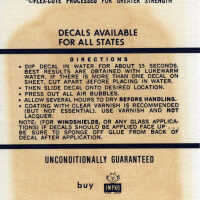 ©FLEX-COTE PROCESSED FOR GREATER STRENGTH
DECALS AVAILABLE
FOR ALL STATES
DIRECTIONS
• DIP DECAL IN WATER FOR ABOUT 15 SECONDS.
BEST RESULTS ARE OBTAINED WITH LUKEWARM
WATER. IF THERE IS MORE THAN ONE DECAL ON
SHEET, CUT APART BEFORE PLACING IN WATER.
• THEN SLIDE DECAL ONTO DESIRED LOCATION.
• PRESS OUT ALL AIR BUBBLES.
• ALLOW SEVERAL HOURS TO DRY BEFORE HANDLING.
• COATING WITH CLEAR VARNISH IS RECOMMENDED
(BUT NOT ESSENTIAL). USE VARNISH AND NOT
LACQUER.
NOTE: (FOR WINDSHIELDS, OR ANY GLASS APPLICA-
TIONS) IF DECALS SHOULD BE APPLIED FACE UP -
BE SURE TO SPONGE OFF GLUE FROM BACK OF
DECAL AFTER APPLICATION.
UNCONDITIONALLY GUARANTEED
buy IMPKO